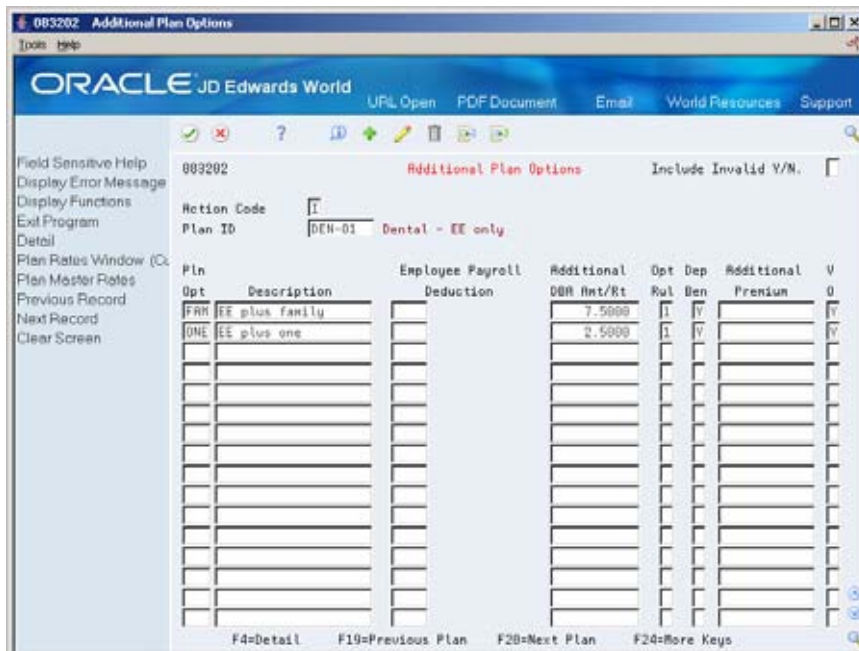 083202 Additional Plan Options
Tools Help
ORACLE JD Edwards World
URL Open PDF Document Email World Resources Support
Field Sensitive Help
Display Error Message
Display Functions
Exit Program
Detail
Plan Rates Window (Cu
Plan Master Rates
Previous Record
Next Record
Clear Screen
083202 Additional Plan Options Include Invalid Y/N.
Action Code I
Plan ID DEN-01 Dental - EE only
Pln Employee Payroll Additional Opt Dep Additional V
Opt Description Deduction DBA Amt/Rt Rul Ben Premium O
FAM EE plus family 7.5000 1 Y Y
ONE EE plus one 2.5000 1 Y Y
F4=Detail F19=Previous Plan F20=Next Plan F24=More Keys